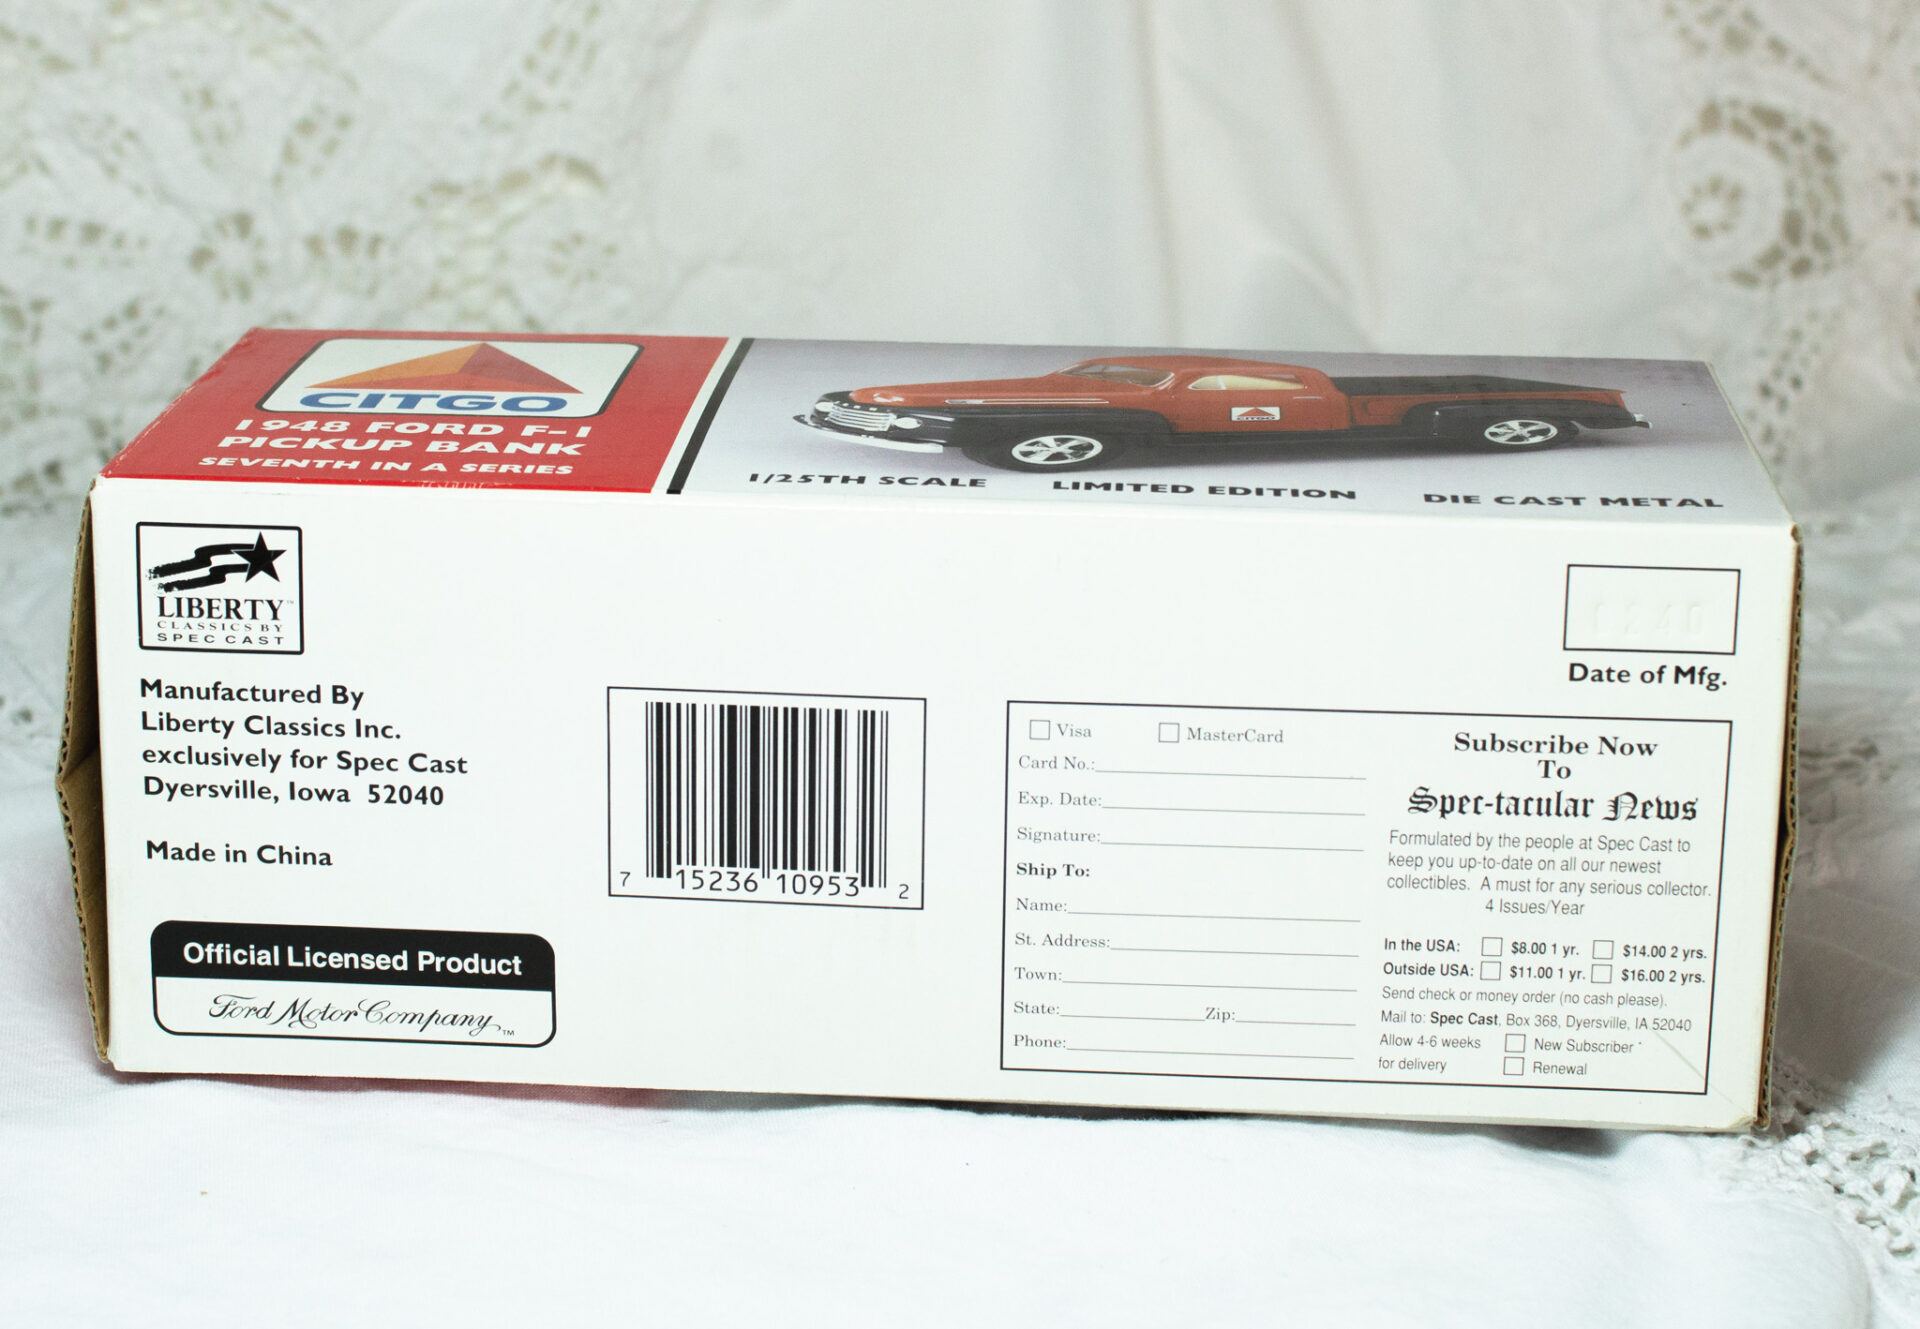 CITGO
1948 FORD F-1
PICKUP BANK
SEVENTH IN A SERIES
CITGO
1/25TH SCALE LIMITED EDITION DIE CAST METAL
LIBERTY™
CLASSICS BY
SPEC CAST
Manufactured By
Liberty Classics Inc.
exclusively for Spec Cast
Dyersville, Iowa 52040
Made in China
Official Licensed Product
Ford Motor Company™
7 15236 10953 2
Date of Mfg.
Visa MasterCard
Card No.:
Exp. Date:
Signature:
Ship To:
Name:
St. Address:
Town:
State: Zip:
Phone:
Subscribe Now
To
Spec-tacular News
Formulated by the people at Spec Cast to
keep you up-to-date on all our newest
collectibles. A must for any serious collector.
4 Issues/Year
In the USA: $8.00 1 yr. $14.00 2 yrs.
Outside USA: $11.00 1 yr. $16.00 2 yrs.
Send check or money order (no cash please).
Mail to: Spec Cast, Box 368, Dyersville, IA 52040
Allow 4-6 weeks New Subscriber
for delivery Renewal